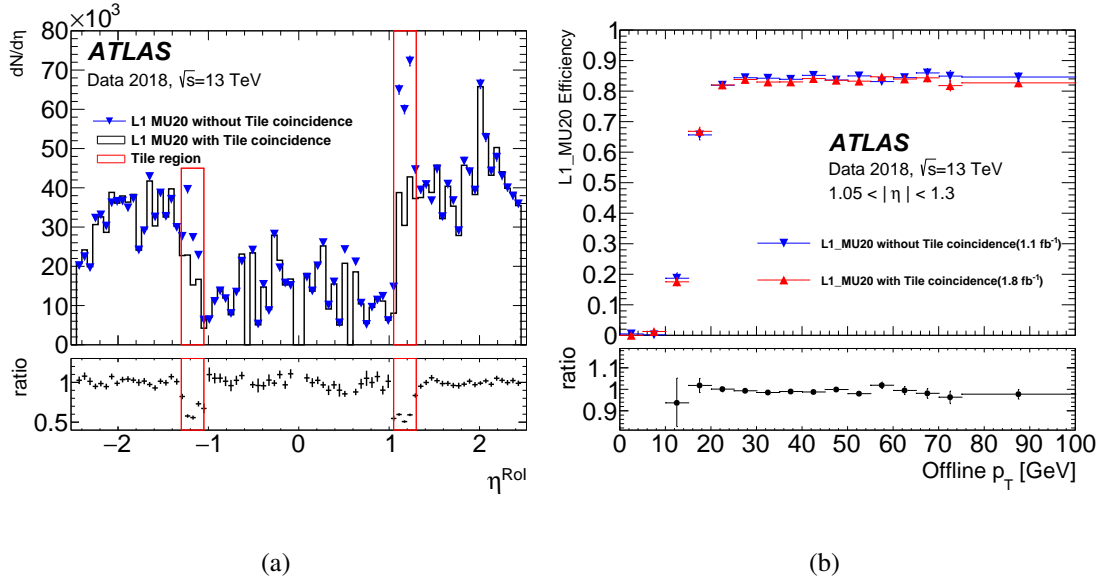 ×10³
dN/dη
80
70
60
50
40
30
20
10
0
ATLAS
Data 2018, √s=13 TeV
L1 MU20 without Tile coincidence
L1 MU20 with Tile coincidence
Tile region
ratio
1
0.5
−2 −1 0 1 2
η^RoI
(a)
L1_MU20 Efficiency
1
0.9
0.8
0.7
0.6
0.5
0.4
0.3
0.2
0.1
0
ATLAS
Data 2018, √s=13 TeV
1.05 < | η | < 1.3
L1_MU20 without Tile coincidence(1.1 fb⁻¹)
L1_MU20 with Tile coincidence(1.8 fb⁻¹)
ratio
1.1
1
0.9
0 10 20 30 40 50 60 70 80 90 100
Offline p_T [GeV]
(b)